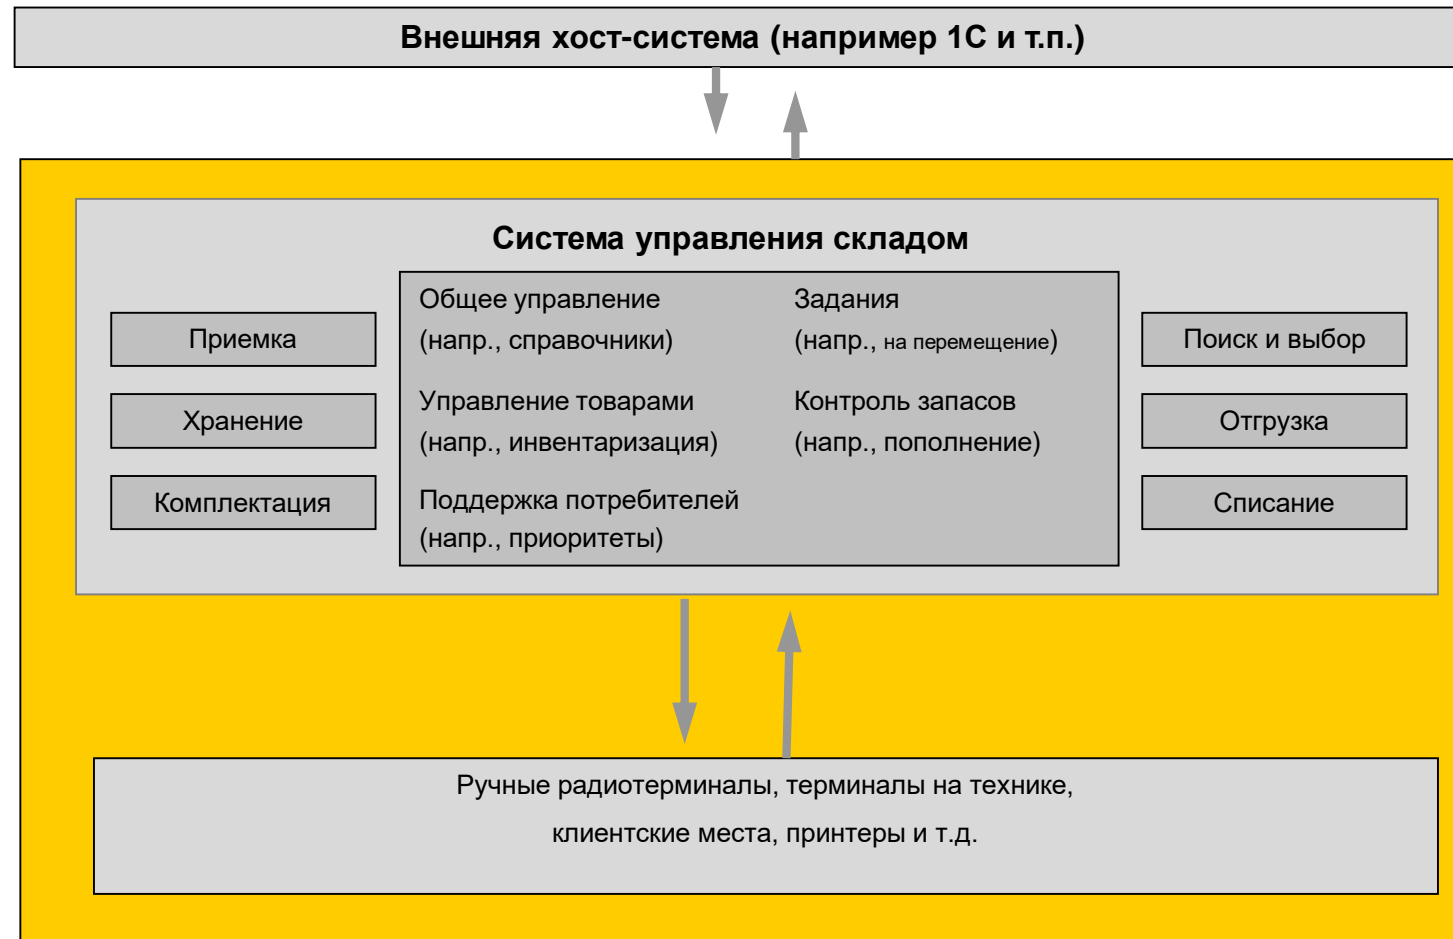 Внешняя хост-система (например 1С и т.п.)
Система управления складом
Приемка
Хранение
Комплектация
Общее управление
(напр., справочники)
Управление товарами
(напр., инвентаризация)
Поддержка потребителей
(напр., приоритеты)
Задания
(напр., на перемещение)
Контроль запасов
(напр., пополнение)
Поиск и выбор
Отгрузка
Списание
Ручные радиотерминалы, терминалы на технике,
клиентские места, принтеры и т.д.